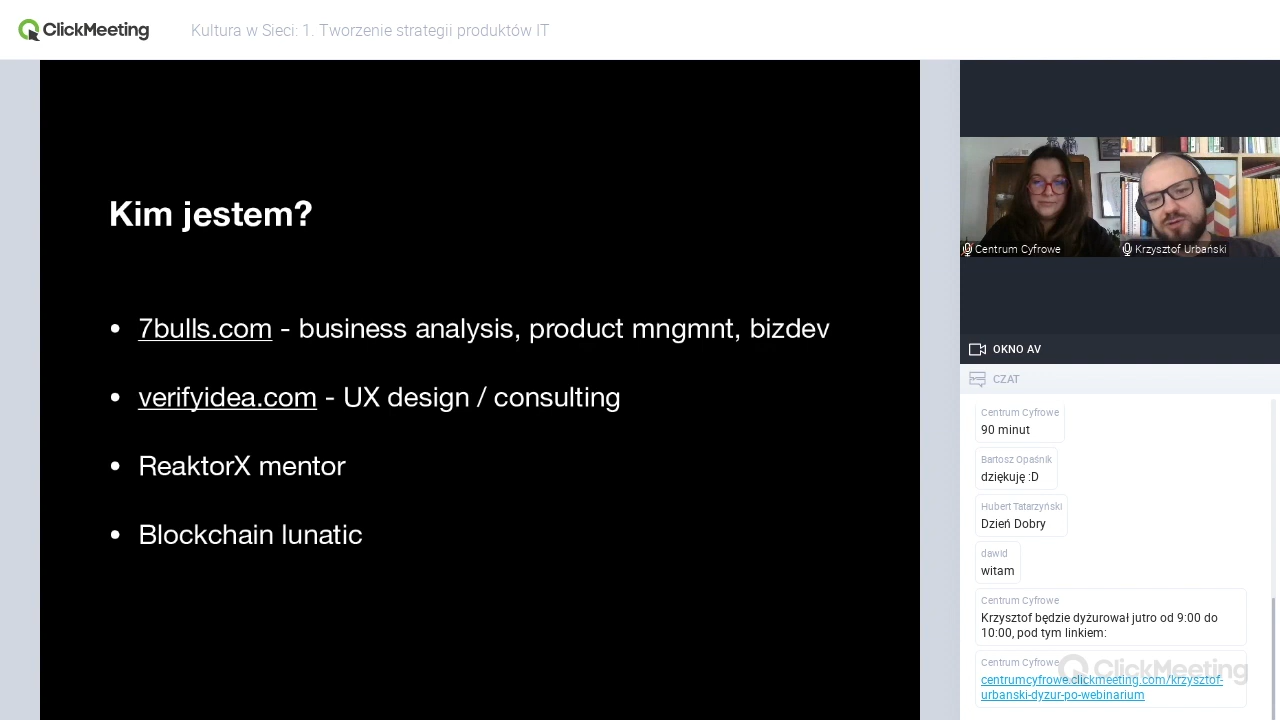 ClickMeeting
Kultura w Sieci: 1. Tworzenie strategii produktów IT
Kim jestem?
• 7bulls.com - business analysis, product mngmnt, bizdev
• verifyidea.com - UX design / consulting
• ReaktorX mentor
• Blockchain lunatic
Centrum Cyfrowe
Krzysztof Urbański
OKNO AV
CZAT
Centrum Cyfrowe
90 minut
Bartosz Opaśnik
dziękuję :D
Hubert Tatarzyński
Dzień Dobry
dawid
witam
Centrum Cyfrowe
Krzysztof będzie dyżurował jutro od 9:00 do
10:00, pod tym linkiem:
Centrum Cyfrowe
centrumcyfrowe.clickmeeting.com/krzysztof-
urbanski-dyzur-po-webinarium
ClickMeeting